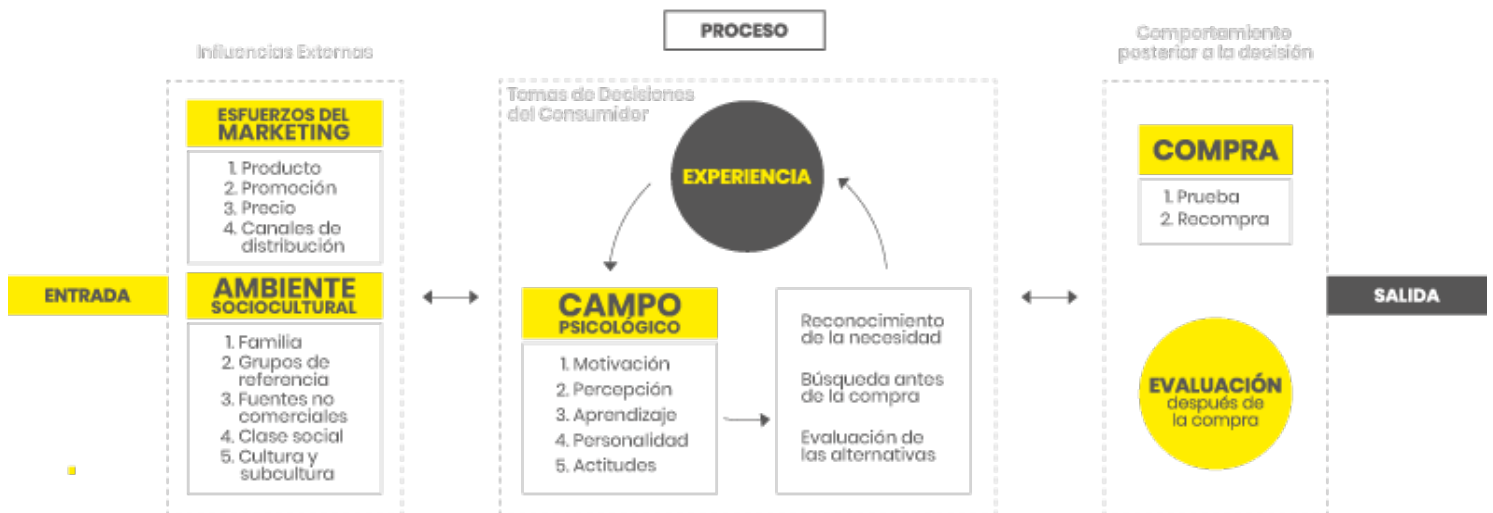 PROCESO
Influencias Externas
ESFUERZOS DEL
MARKETING
1. Producto
2. Promoción
3. Precio
4. Canales de
distribución
ENTRADA
AMBIENTE
SOCIOCULTURAL
1. Familia
2. Grupos de
referencia
3. Fuentes no
comerciales
4. Clase social
5. Cultura y
subcultura
Tomas de Decisiones
del Consumidor
EXPERIENCIA
CAMPO
PSICOLÓGICO
1. Motivación
2. Percepción
3. Aprendizaje
4. Personalidad
5. Actitudes
Reconocimiento
de la necesidad
Búsqueda antes
de la compra
Evaluación de
las alternativas
Comportamiento
posterior a la decisión
COMPRA
1. Prueba
2. Recompra
EVALUACIÓN
después de
la compra
SALIDA